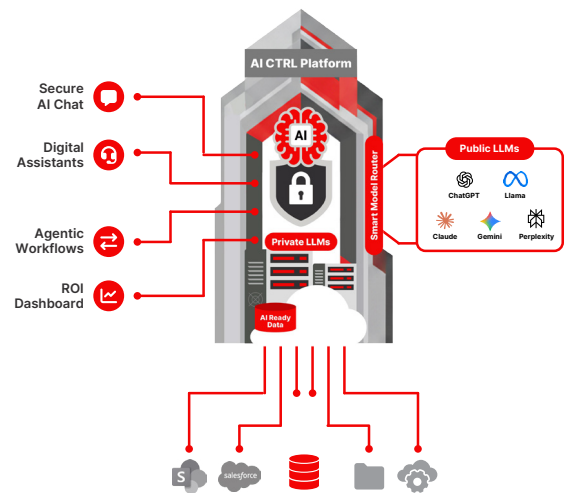 AI CTRL Platform
Secure
AI Chat
Digital
Assistants
Agentic
Workflows
ROI
Dashboard
AI
Private LLMs
AI Ready
Data
Smart Model Router
Public LLMs
ChatGPT
Llama
Claude
Gemini
Perplexity
S
salesforce